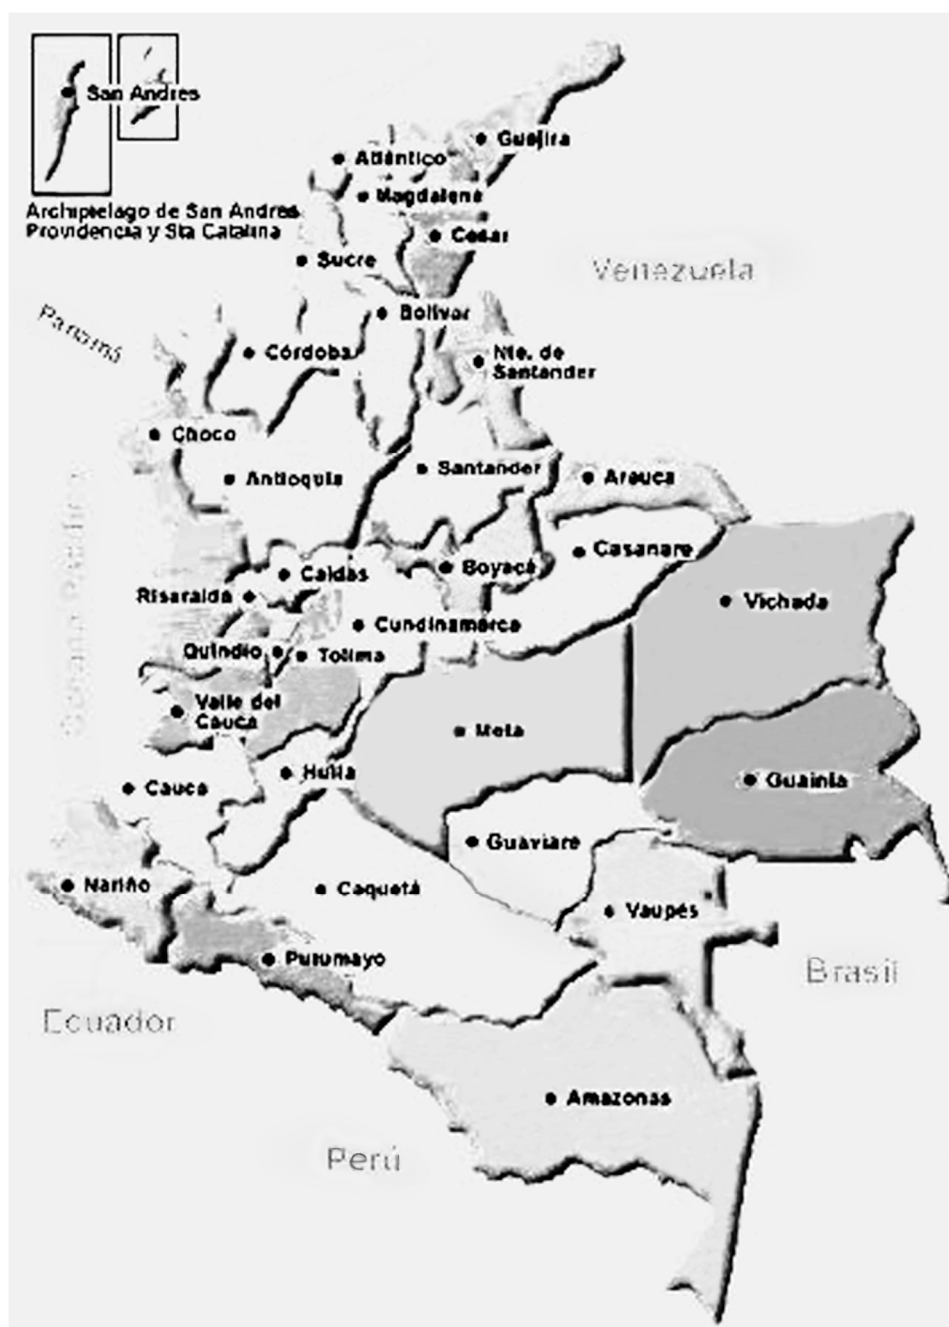 San Andres
Archipielago de San Andres
Providencia y Sta Catalina
Guajira
Atlántico
Magdalena
Cesar
Sucre
Venezuela
Bolivar
Panamá
Córdoba
Nte. de
Santander
Choco
Antioquia
Santander
Arauca
Casanare
Caldas
Boyacá
Risaralda
Vichada
Cundinamarca
Quindio
Tolima
Valle del
Cauca
Meta
Huila
Cauca
Guainia
Guaviare
Nariño
Caquetá
Vaupés
Putumayo
Brasil
Ecuador
Amazonas
Perú